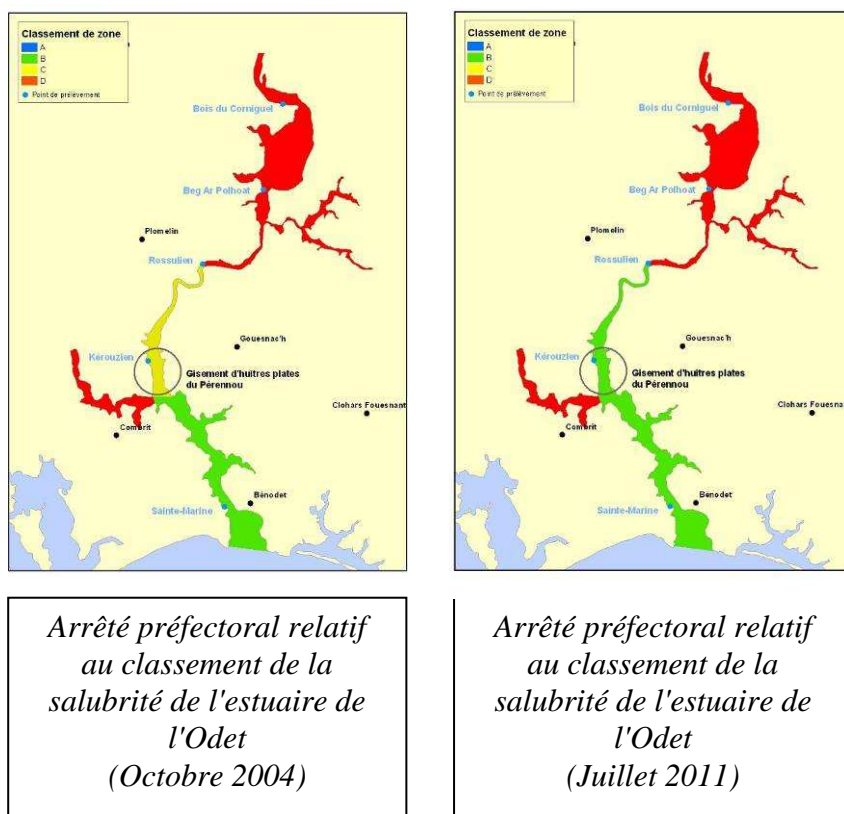 Classement de zone
A
B
C
D
Point de prélèvement
Bois du Corniguel
Beg Ar Polhoat
Plomelin
Rossulien
Gouesnac'h
Kérouzien
Gisement d'huîtres plates
du Pérennou
Clohars Fouesnant
Combrit
Bénodet
Sainte-Marine
Classement de zone
A
B
C
D
Point de prélèvement
Bois du Corniguel
Beg Ar Polhoat
Plomelin
Rossulien
Gouesnac'h
Kérouzien
Gisement d'huîtres plates
du Pérennou
Clohars Fouesna
Combrit
Bénodet
Sainte-Marine
Arrêté préfectoral relatif
au classement de la
salubrité de l'estuaire de
l'Odet
(Octobre 2004)
Arrêté préfectoral relatif
au classement de la
salubrité de l'estuaire de
l'Odet
(Juillet 2011)